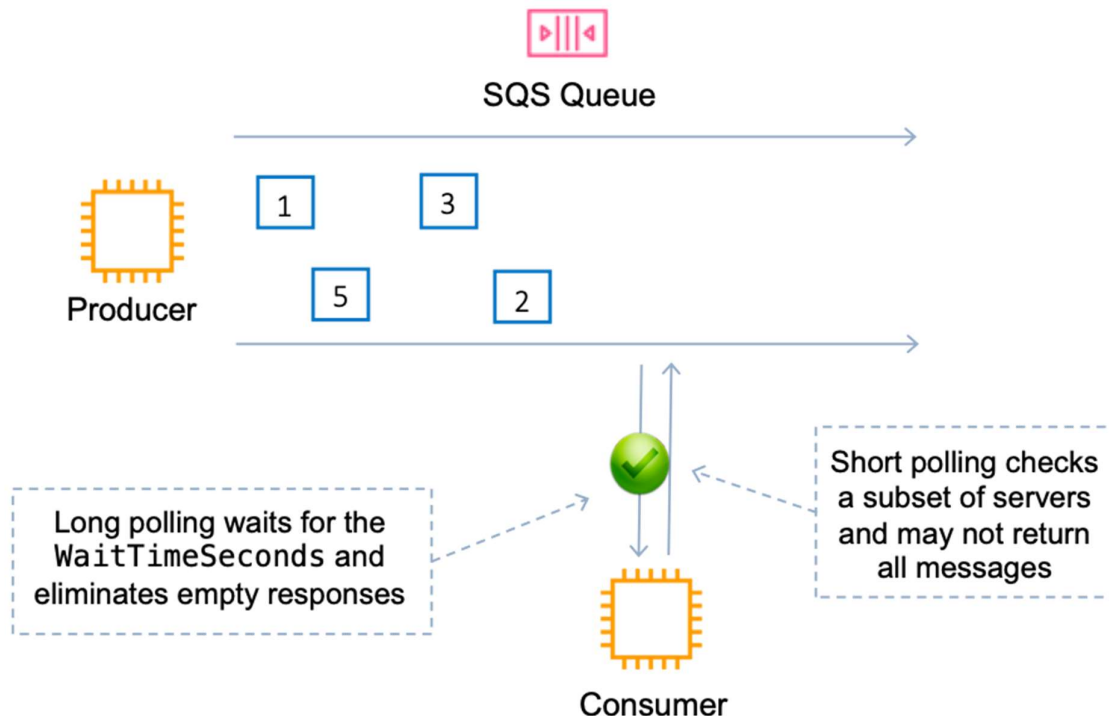 SQS Queue
1
3
5
2
Producer
Long polling waits for the
WaitTimeSeconds and
eliminates empty responses
Short polling checks
a subset of servers
and may not return
all messages
Consumer